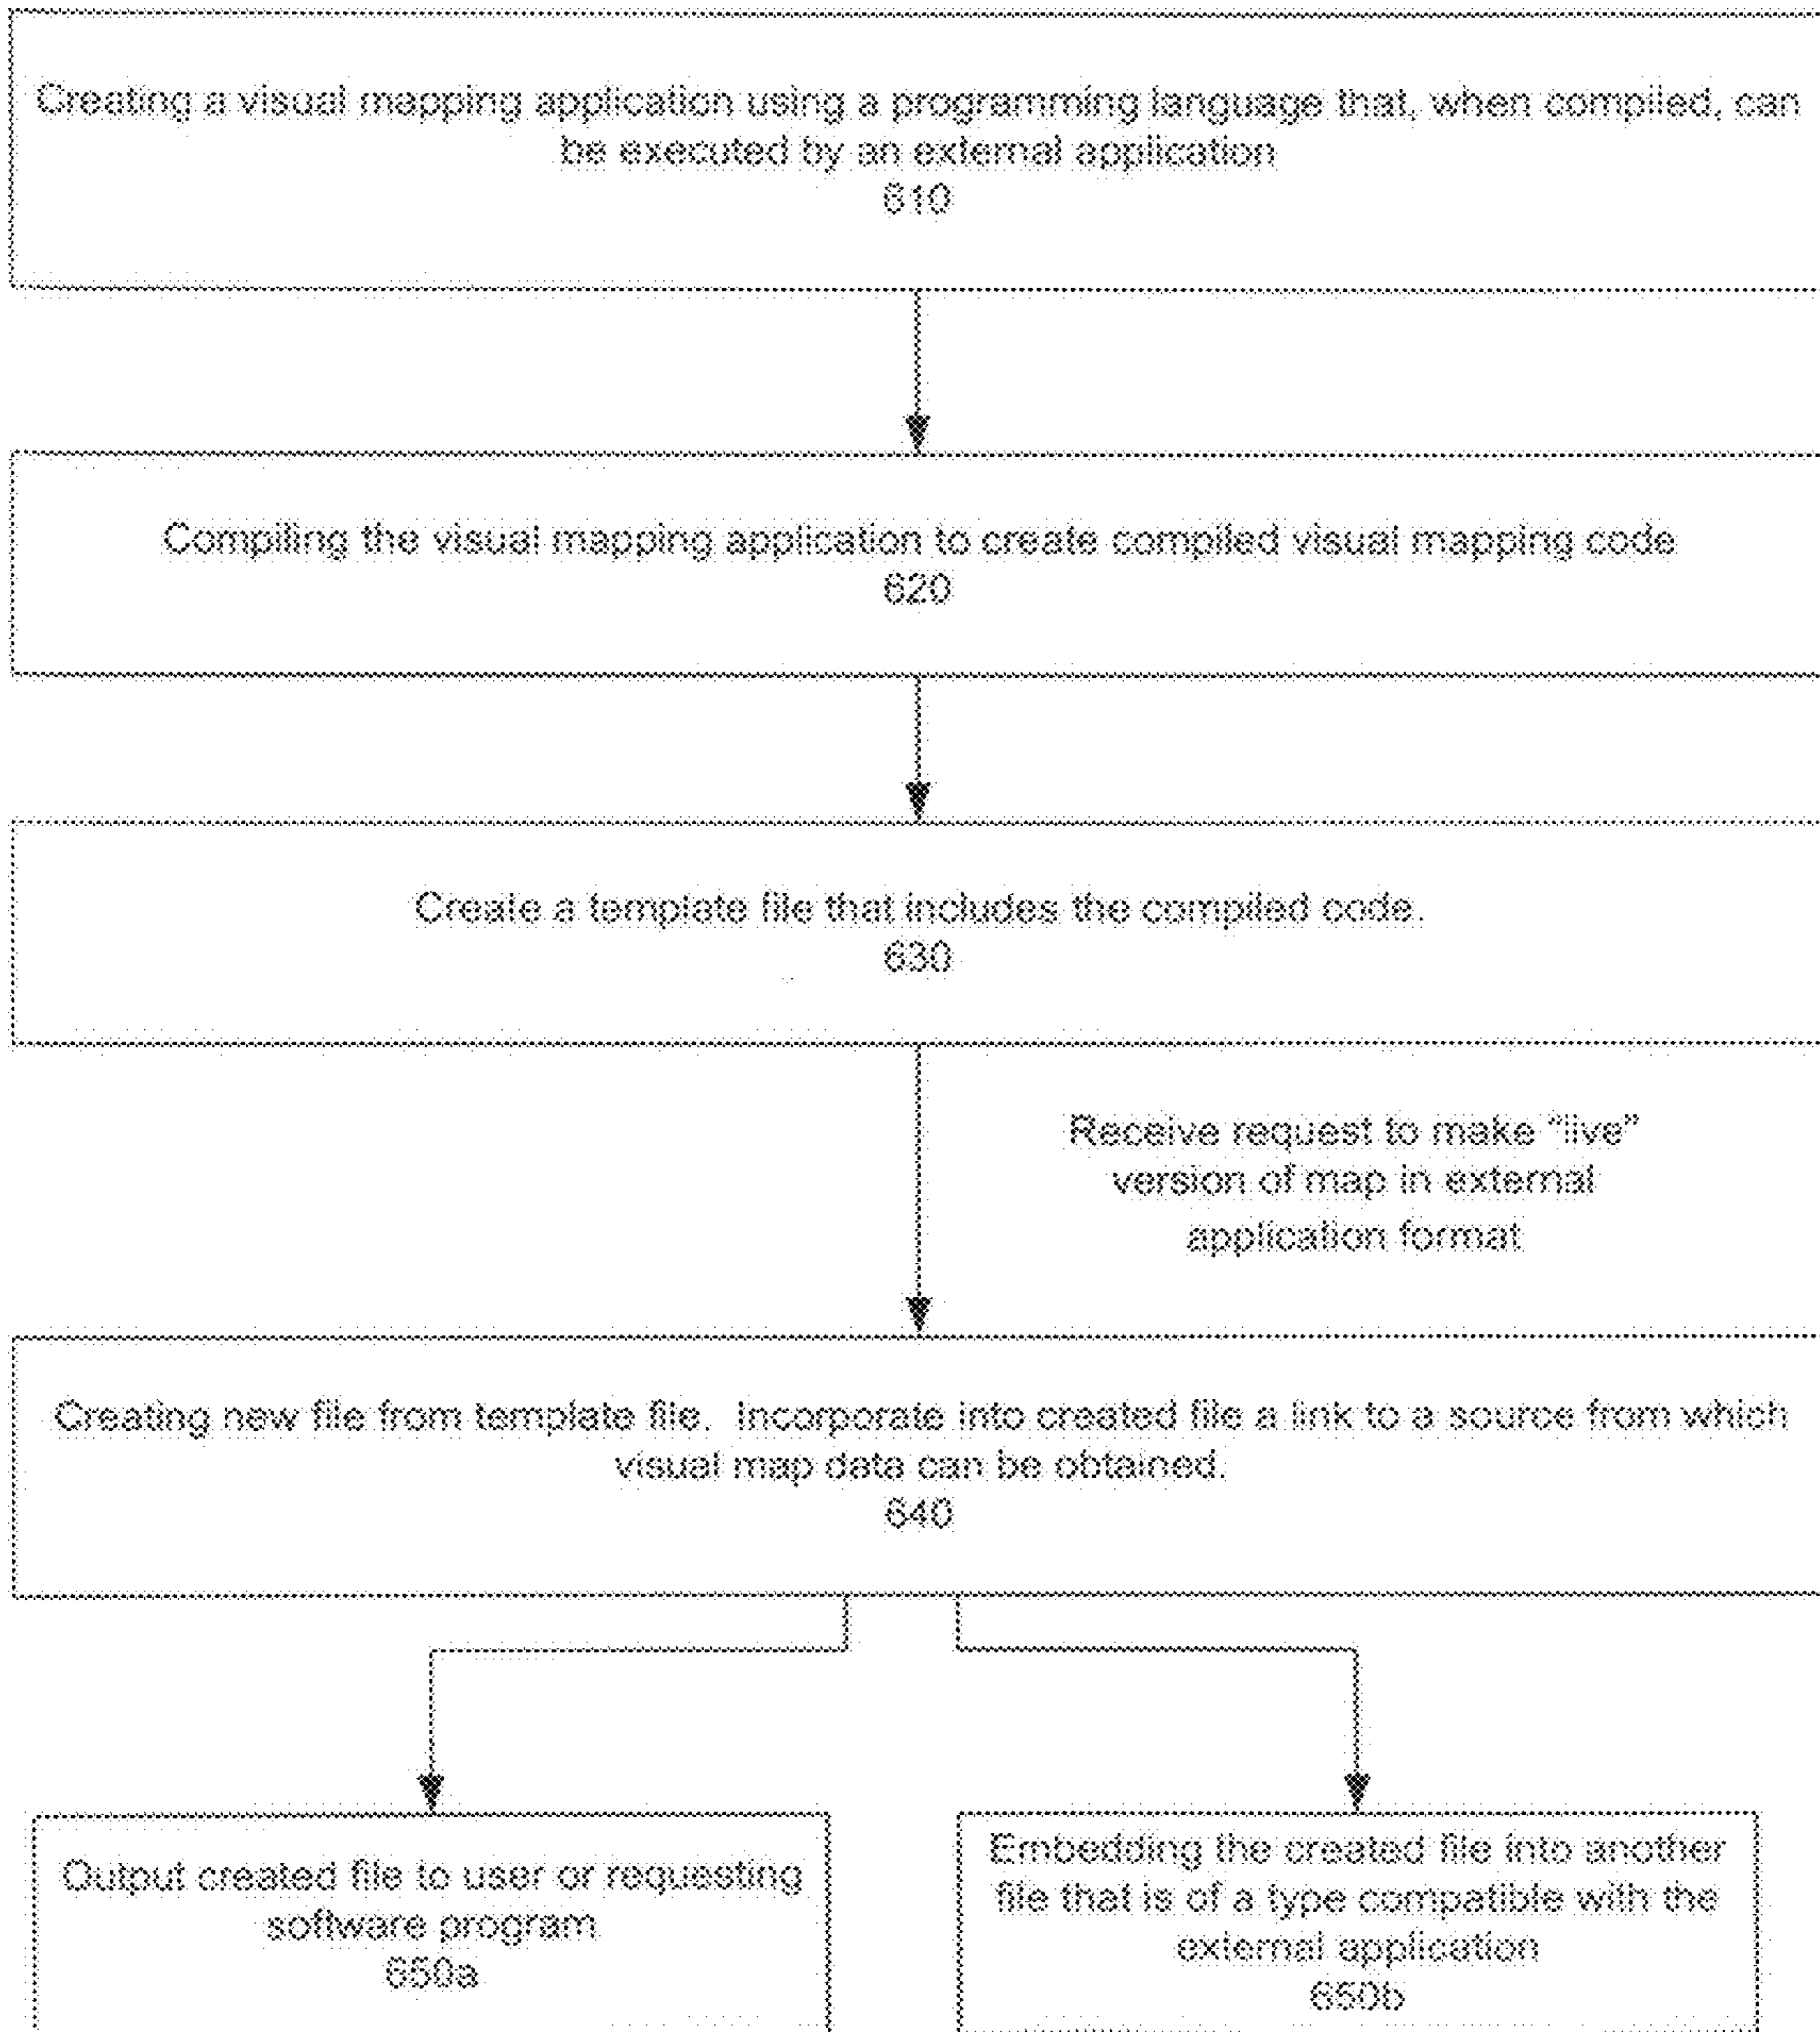 Creating a visual mapping application using a programming language that, when compiled, can
be executed by an external application
610
Compiling the visual mapping application to create compiled visual mapping code
620
Create a template file that includes the compiled code.
630
Receive request to make “live”
version of map in external
application format
Creating new file from template file. Incorporate into created file a link to a source from which
visual map data can be obtained.
640
Output created file to user or requesting
software program
650a
Embedding the created file into another
file that is of a type compatible with the
external application
650b